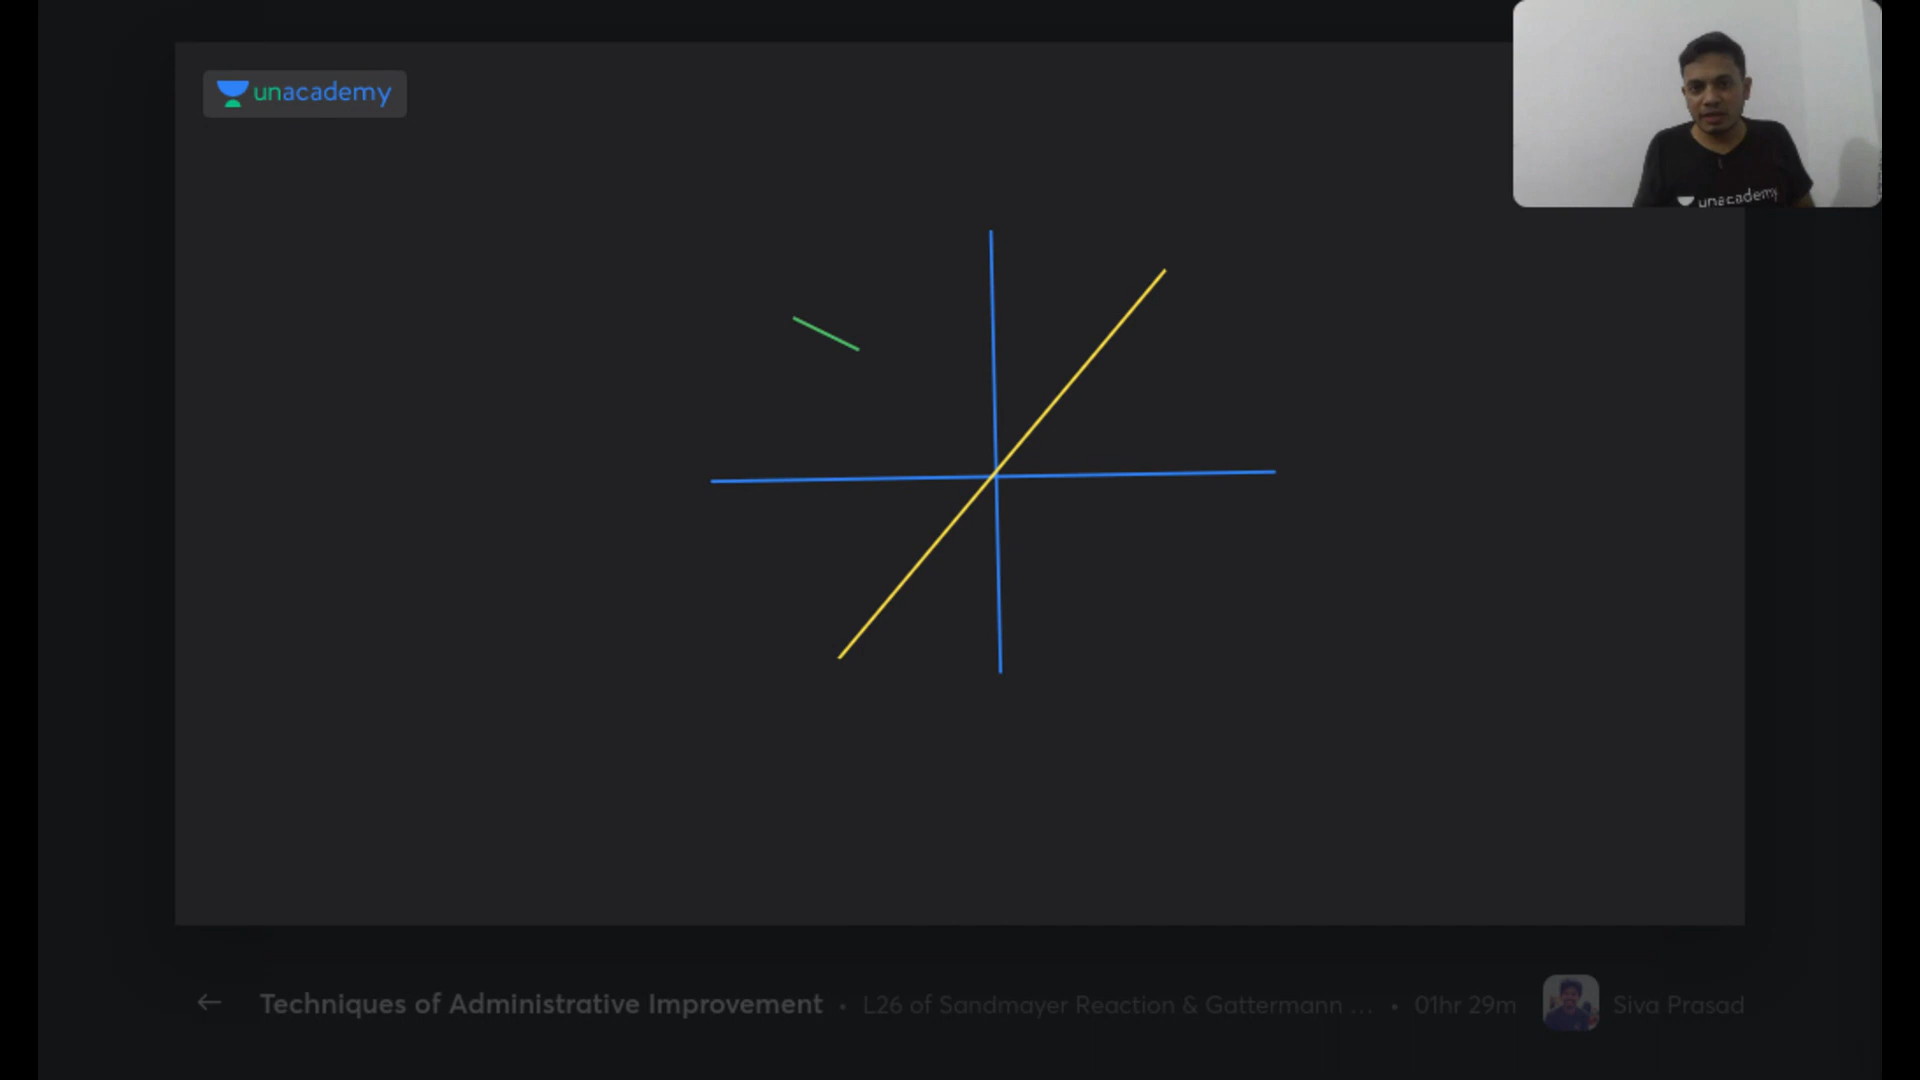 unacademy
unacademy
Techniques of Administrative Improvement • L26 of Sandmayer Reaction & Gattermann ... • 01hr 29m Siva Prasad